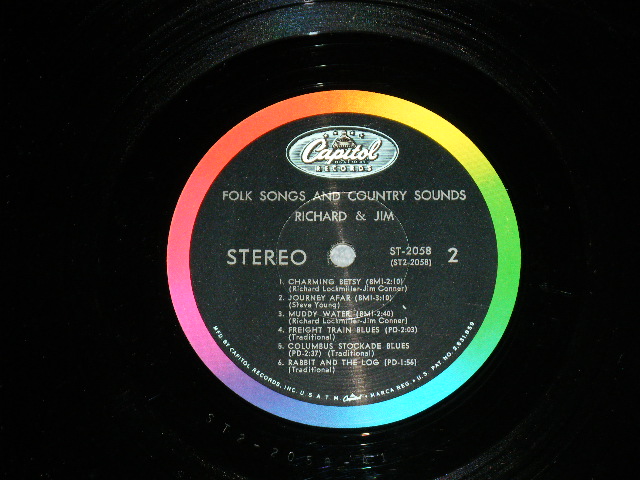 Capitol
RECORDS
FOLK SONGS AND COUNTRY SOUNDS
RICHARD & JIM
STEREO
ST-2058
(ST2-2058)
2
1. CHARMING BETSY (BMI-2:10)
(Richard Lockmiller-Jim Connor)
2. JOURNEY AFAR (BMI-3:10)
(Steve Young)
3. MUDDY WATER (BMI-2:40)
(Richard Lockmiller-Jim Connor)
4. FREIGHT TRAIN BLUES (PD-2:03)
(Traditional)
5. COLUMBUS STOCKADE BLUES
(PD-2:37) (Traditional)
6. RABBIT AND THE LOG (PD-1:56)
(Traditional)
MFD. BY CAPITOL RECORDS, INC. U.S.A. T.M. Capitol • MARCA REG. • U.S. PAT. NO. 2,631,859